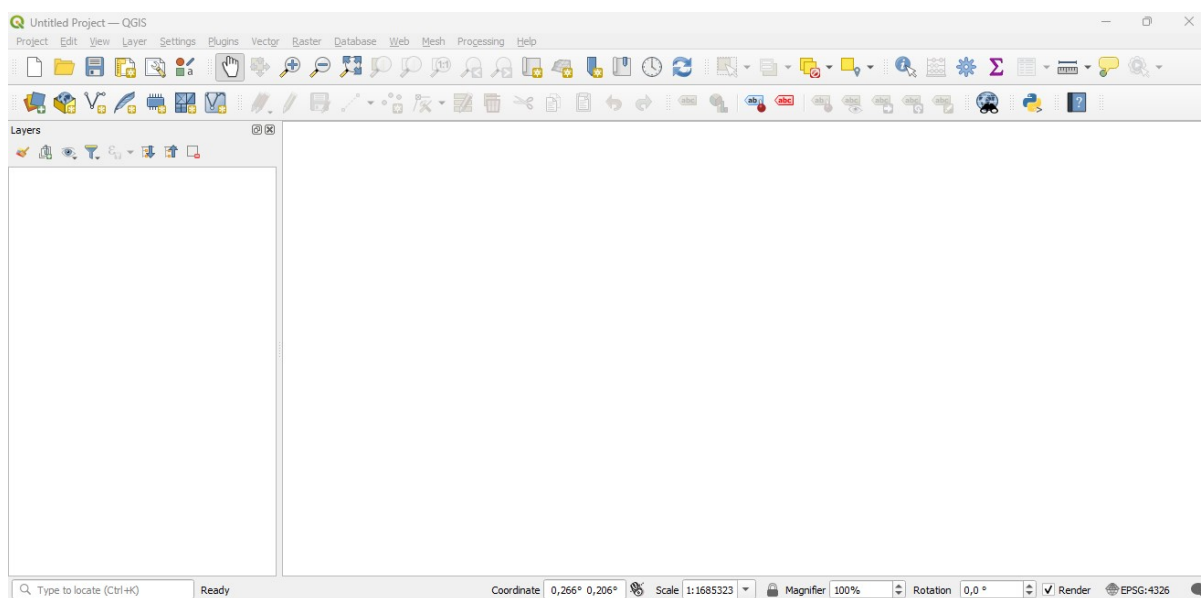 Untitled Project — QGIS
Project Edit View Layer Settings Plugins Vector Raster Database Web Mesh Processing Help
Layers
Type to locate (Ctrl+K) Ready Coordinate 0,266° 0,206° Scale 1:1685323 Magnifier 100% Rotation 0,0 ° Render EPSG:4326